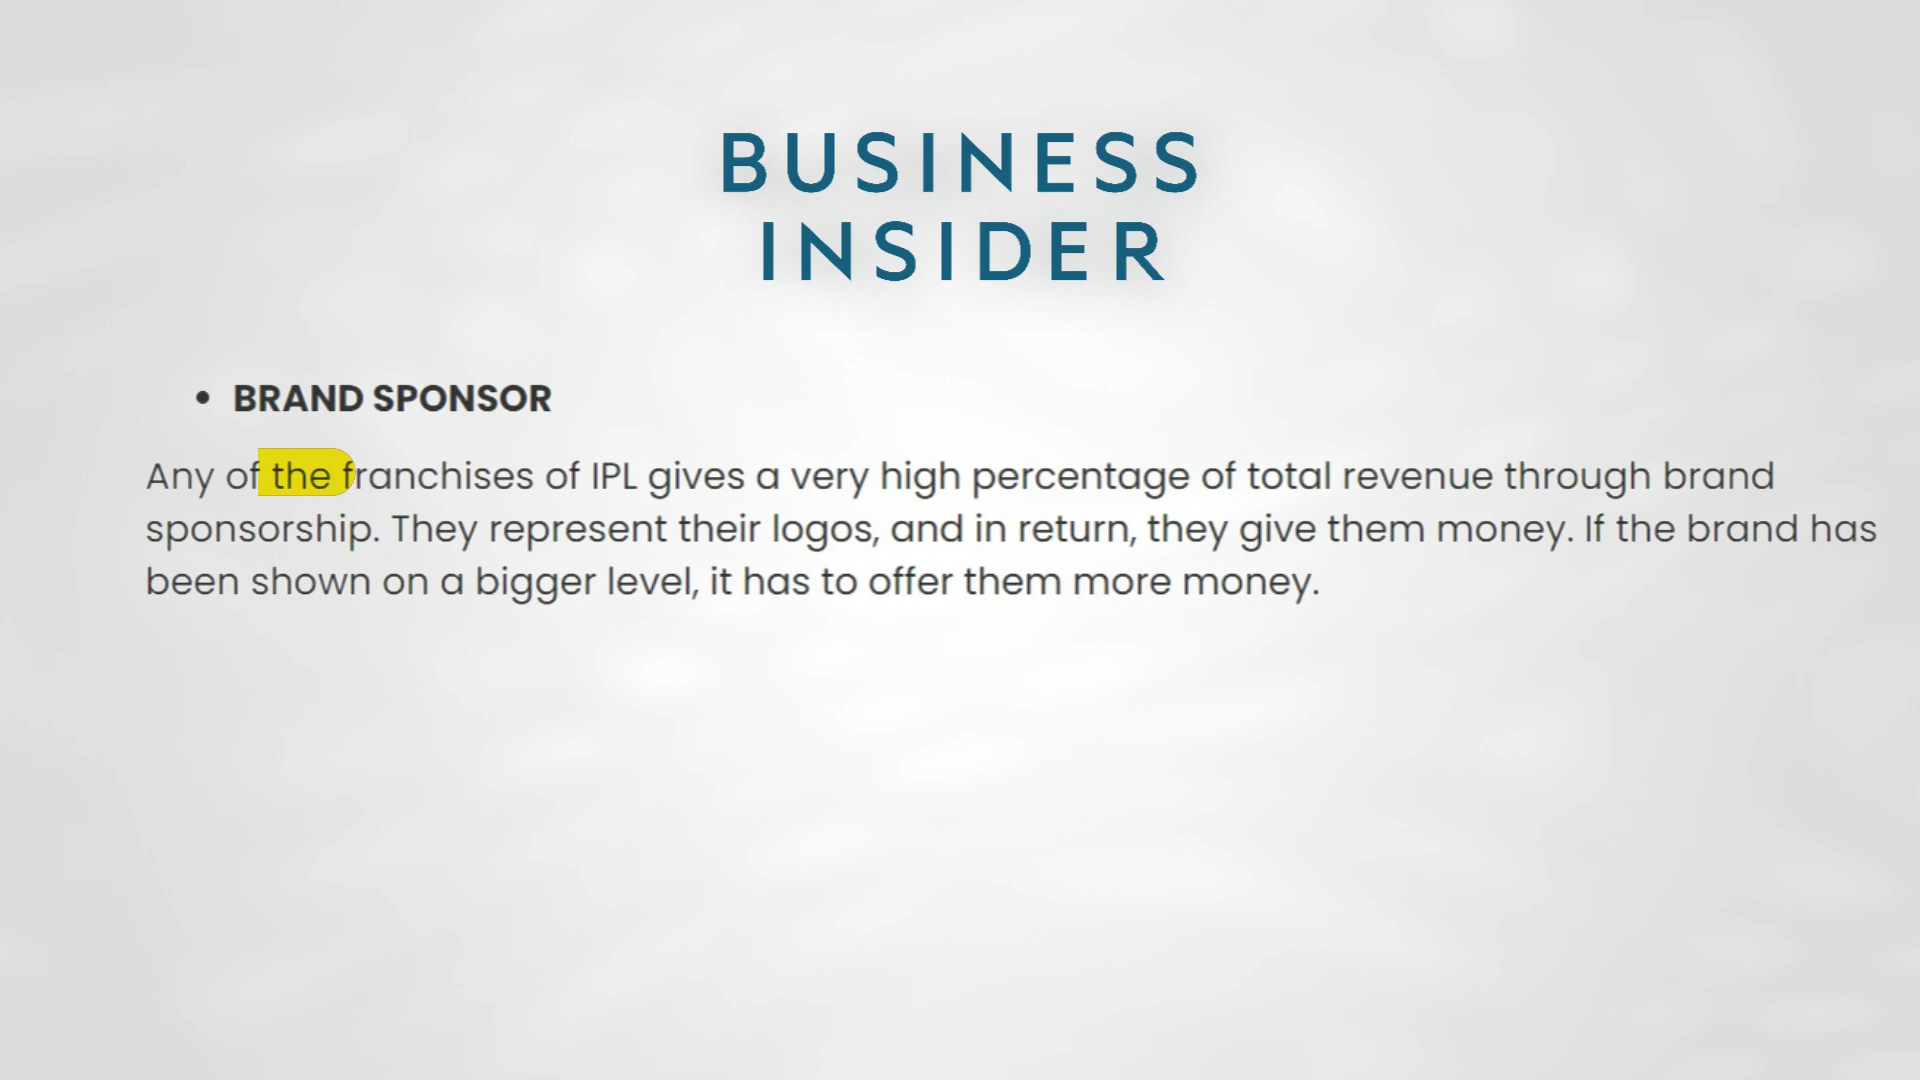 BUSINESS
INSIDER
• BRAND SPONSOR
Any of the franchises of IPL gives a very high percentage of total revenue through brand
sponsorship. They represent their logos, and in return, they give them money. If the brand has
been shown on a bigger level, it has to offer them more money.